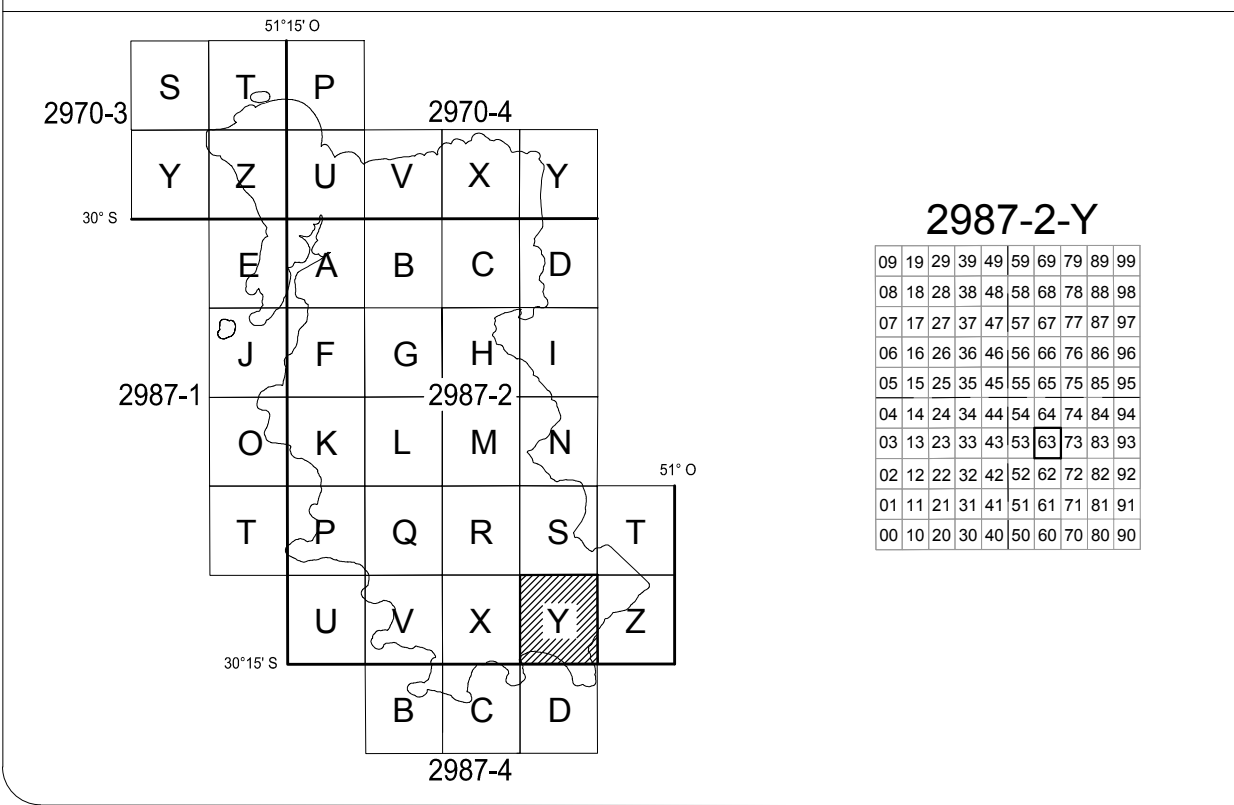 51°15' O
S T P
2970-3 2970-4
Y Z U V X Y
30° S
E A B C D
J F G H I
2987-1 2987-2
O K L M N
51° O
T P Q R S T
U V X Y Z
30°15' S
B C D
2987-4
2987-2-Y
09 19 29 39 49 59 69 79 89 99
08 18 28 38 48 58 68 78 88 98
07 17 27 37 47 57 67 77 87 97
06 16 26 36 46 56 66 76 86 96
05 15 25 35 45 55 65 75 85 95
04 14 24 34 44 54 64 74 84 94
03 13 23 33 43 53 63 73 83 93
02 12 22 32 42 52 62 72 82 92
01 11 21 31 41 51 61 71 81 91
00 10 20 30 40 50 60 70 80 90